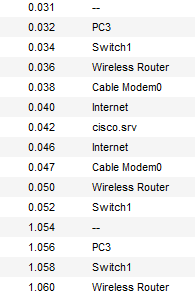 0.031 --
0.032 PC3
0.034 Switch1
0.036 Wireless Router
0.038 Cable Modem0
0.040 Internet
0.042 cisco.srv
0.046 Internet
0.047 Cable Modem0
0.050 Wireless Router
0.052 Switch1
1.054 --
1.056 PC3
1.058 Switch1
1.060 Wireless Router